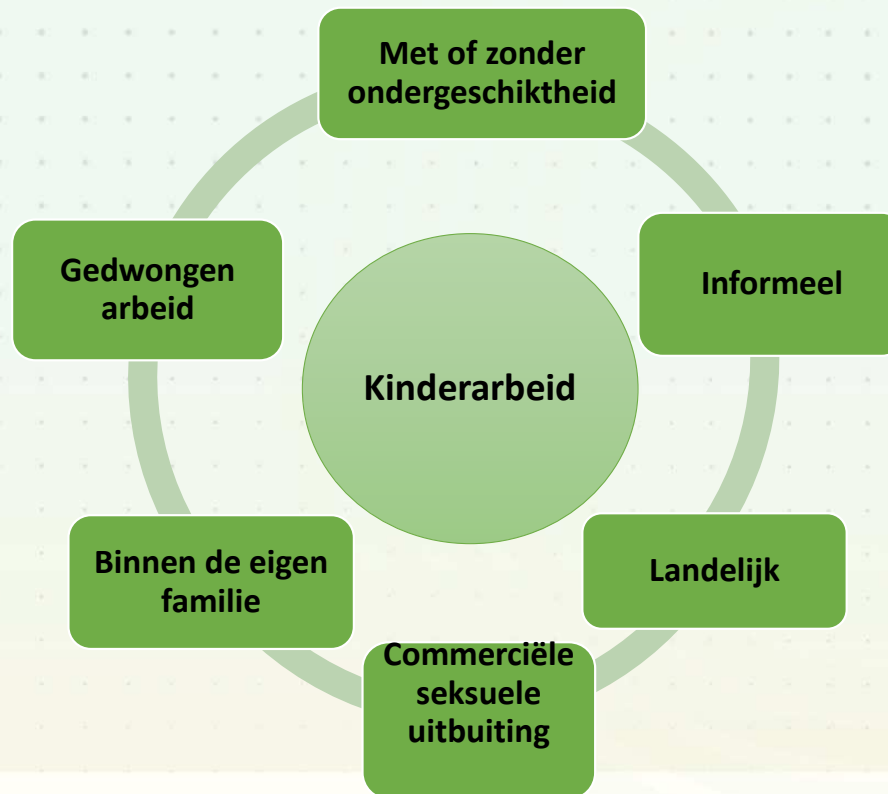 Met of zonder
ondergeschiktheid
Gedwongen
arbeid
Informeel
Kinderarbeid
Binnen de eigen
familie
Landelijk
Commerciële
seksuele
uitbuiting